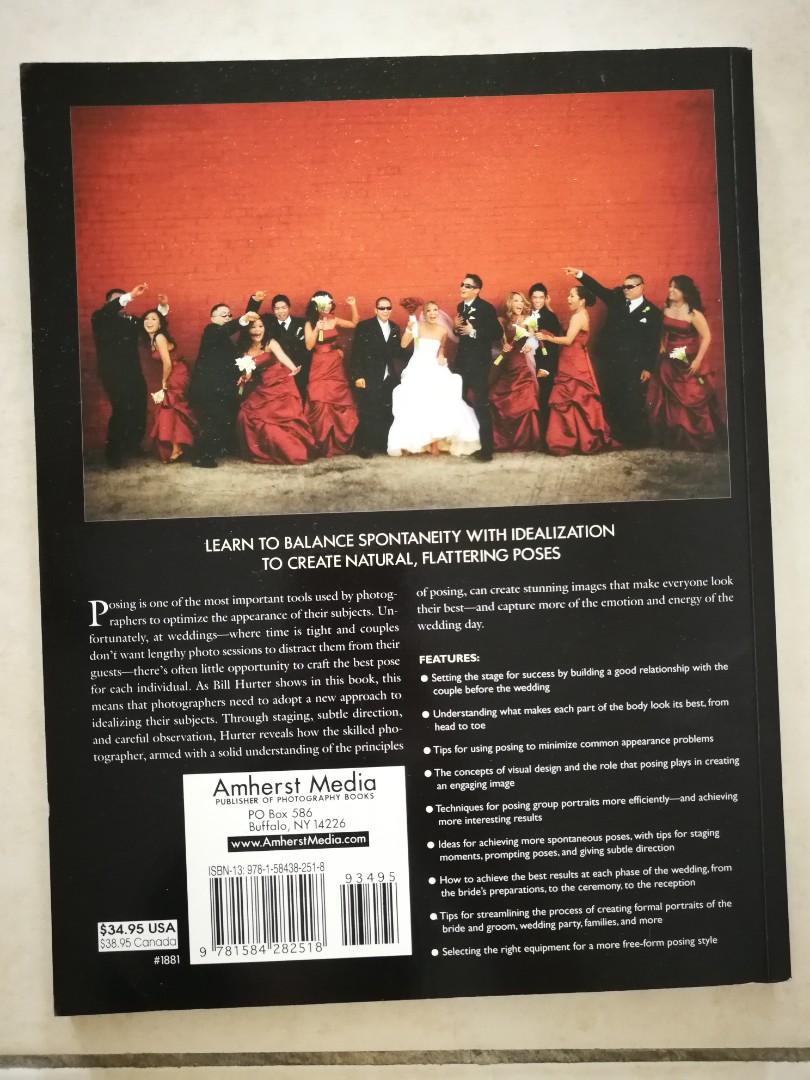 LEARN TO BALANCE SPONTANEITY WITH IDEALIZATION
TO CREATE NATURAL, FLATTERING POSES
Posing is one of the most important tools used by photog-
raphers to optimize the appearance of their subjects. Un-
fortunately, at weddings—where time is tight and couples
don't want lengthy photo sessions to distract them from their
guests—there's often little opportunity to craft the best pose
for each individual. As Bill Hurter shows in this book, this
means that photographers need to adopt a new approach to
idealizing their subjects. Through staging, subtle direction,
and careful observation, Hurter reveals how the skilled pho-
tographer, armed with a solid understanding of the principles
of posing, can create stunning images that make everyone look
their best—and capture more of the emotion and energy of the
wedding day.
FEATURES:
• Setting the stage for success by building a good relationship with the
couple before the wedding
• Understanding what makes each part of the body look its best, from
head to toe
• Tips for using posing to minimize common appearance problems
• The concepts of visual design and the role that posing plays in creating
an engaging image
• Techniques for posing group portraits more efficiently—and achieving
more interesting results
• Ideas for achieving more spontaneous poses, with tips for staging
moments, prompting poses, and giving subtle direction
• How to achieve the best results at each phase of the wedding, from
the bride's preparations, to the ceremony, to the reception
• Tips for streamlining the process of creating formal portraits of the
bride and groom, wedding party, families, and more
• Selecting the right equipment for a more free-form posing style
Amherst Media
PUBLISHER OF PHOTOGRAPHY BOOKS
PO Box 586
Buffalo, NY 14226
www.AmherstMedia.com
ISBN-13: 978-1-58438-251-8
93495
9 781584 282518
$34.95 USA
$38.95 Canada
#1881